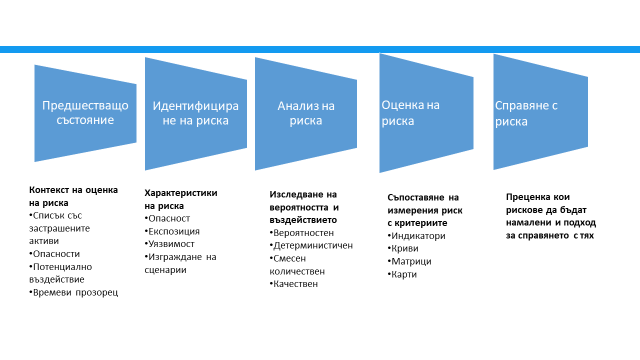 Предшестващо
състояние
Идентифицира
не на риска
Анализ на
риска
Оценка на
риска
Справяне с
риска
Контекст на оценка
на риска
•Списък със
застрашените
активи
•Опасности
•Потенциално
въздействие
•Времеви прозорец
Характеристики
на риска
•Опасност
•Експозиция
•Уязвимост
•Изграждане на
сценарии
Изследване на
вероятността и
въздействието
•Вероятностен
•Детерministичен
•Смесен
количествен
•Качествен
Съпоставяне на
измерения риск
с критериите
•Индикатори
•Криви
•Матрици
•Карти
Преценка кои
рискове да бъдат
намалени и подход
за справянето с тях